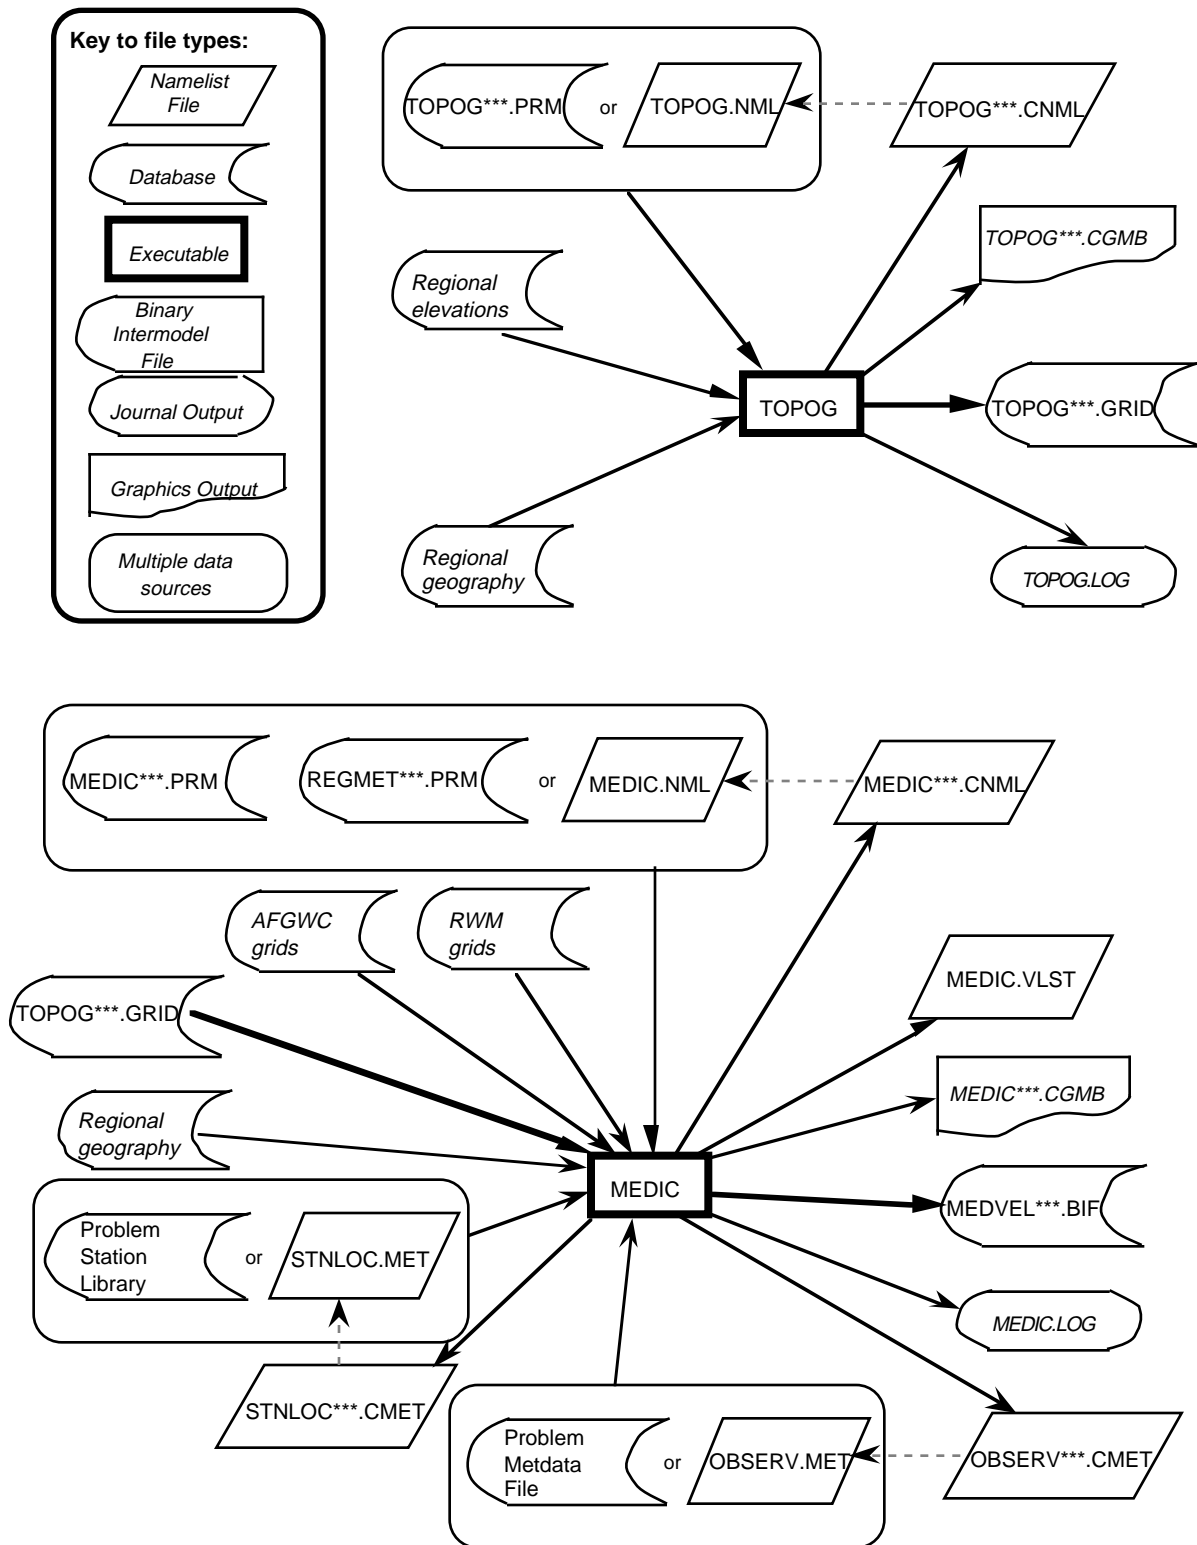 Key to file types:
Namelist
File
Database
Executable
Binary
Intermodel
File
Journal Output
Graphics Output
Multiple data
sources
TOPOG***.PRM
or
TOPOG.NML
TOPOG***.CNML
TOPOG***.CGMB
Regional
elevations
TOPOG
TOPOG***.GRID
Regional
geography
TOPOG.LOG
MEDIC***.PRM
REGMET***.PRM
or
MEDIC.NML
MEDIC***.CNML
AFGWC
grids
RWM
grids
TOPOG***.GRID
MEDIC.VLST
MEDIC***.CGMB
Regional
geography
MEDIC
MEDVEL***.BIF
Problem
Station
Library
or
STNLOC.MET
MEDIC.LOG
STNLOC***.CMET
Problem
Metdata
File
or
OBSERV.MET
OBSERV***.CMET